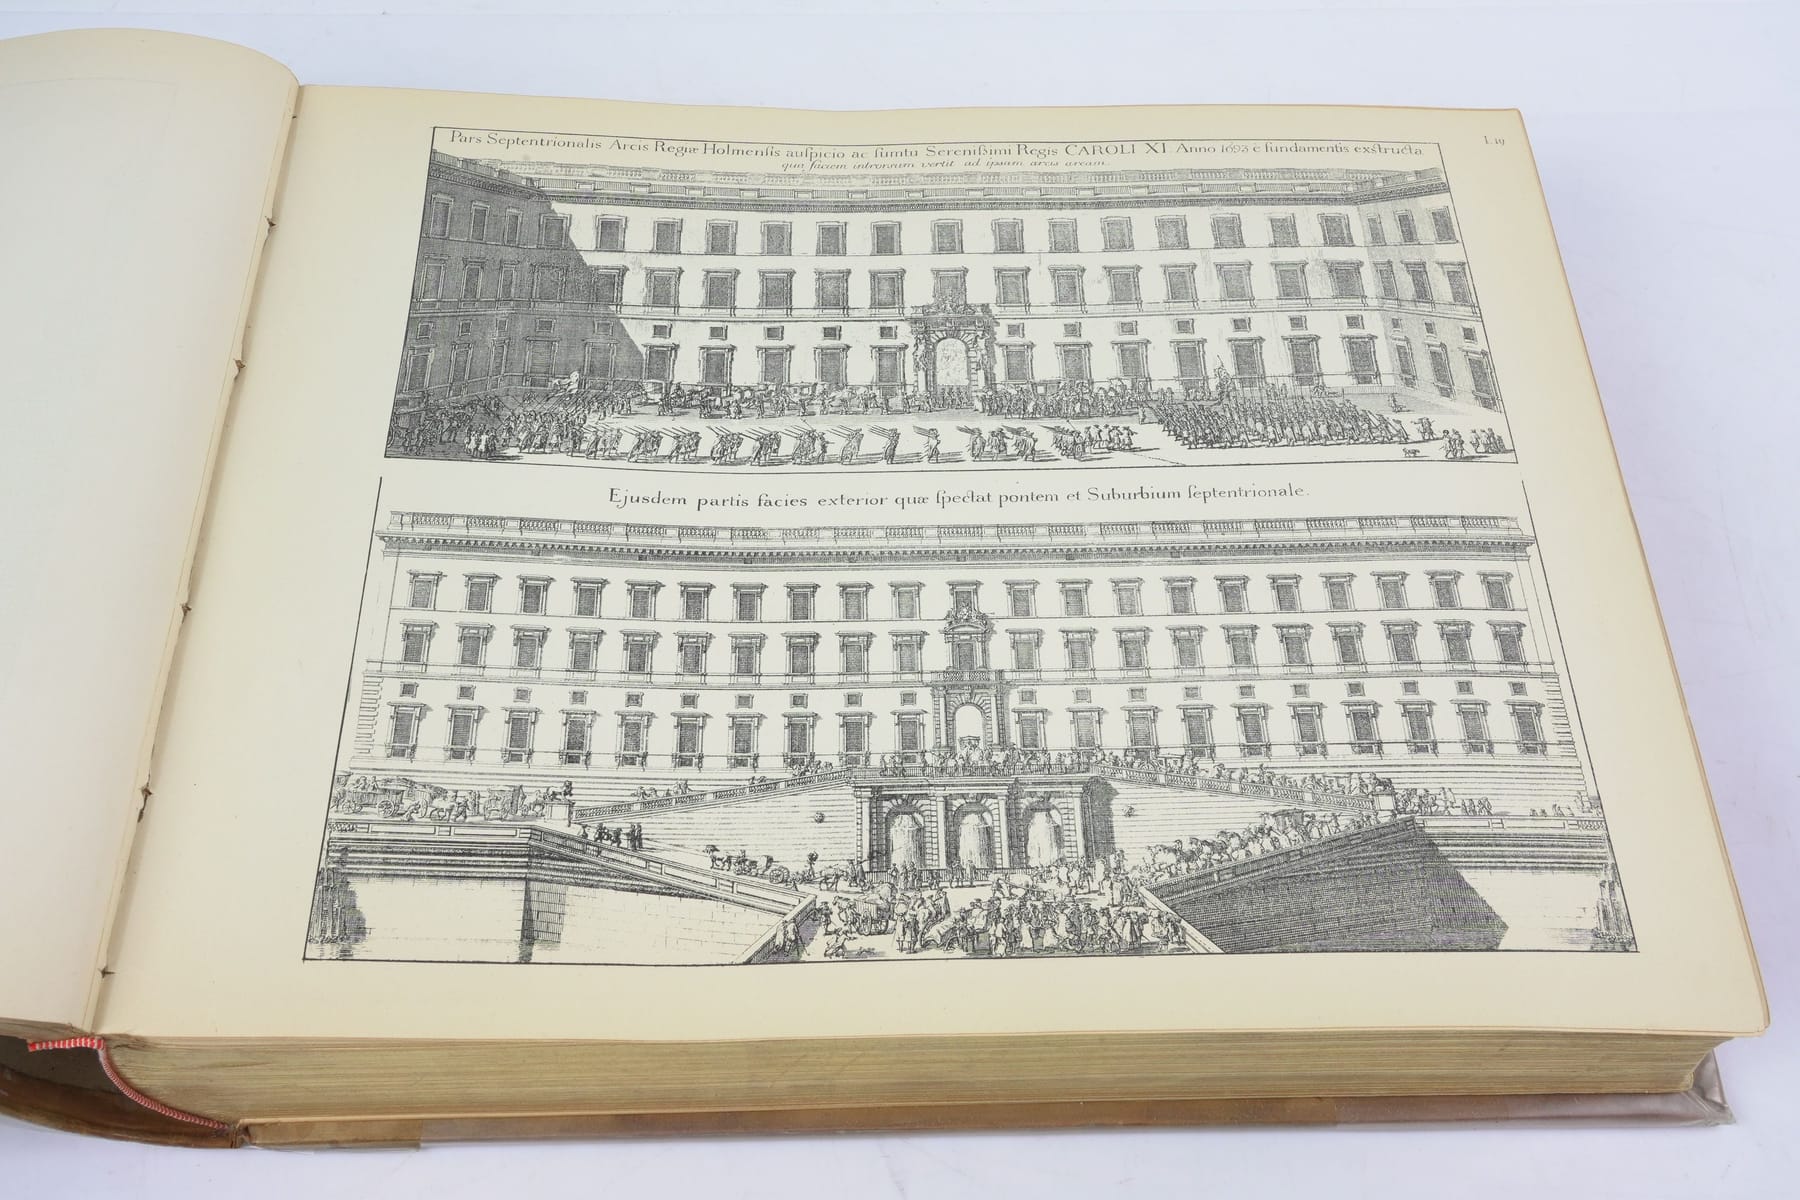 Pars Septentrionalis Arcis Regiæ Holmenſis auſpicio ac ſumtu Sereniſſimi Regis CAROLI XI. Anno 1693 è fundamentis exſtructa.
qua faciem introrsum vertit ad ipsam arcis aream.
I. 19
Ejusdem partis facies exterior quæ ſpectat pontem et Suburbium ſeptentrionale.